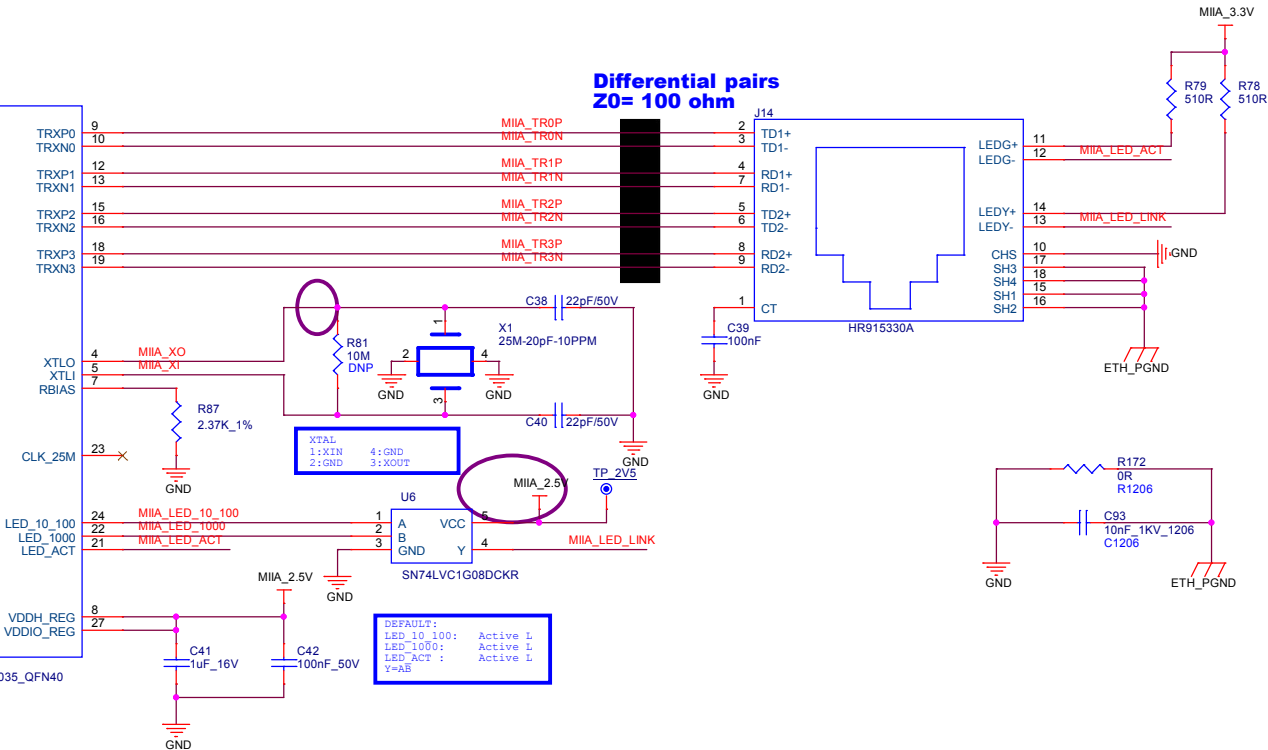 MIIA_3.3V
Differential pairs
Z0= 100 ohm
R79
510R
R78
510R
J14
TRXP0 9 MIIA_TR0P 2 TD1+
TRXN0 10 MIIA_TR0N 3 TD1-
LEDG+ 11
LEDG- 12 MIIA_LED_ACT
TRXP1 12 MIIA_TR1P 4 RD1+
TRXN1 13 MIIA_TR1N 7 RD1-
TRXP2 15 MIIA_TR2P 5 TD2+
TRXN2 16 MIIA_TR2N 6 TD2-
LEDY+ 14
LEDY- 13 MIIA_LED_LINK
TRXP3 18 MIIA_TR3P 8 RD2+
TRXN3 19 MIIA_TR3N 9 RD2-
CHS 10 GND
SH3 17
SH4 18
SH1 15
SH2 16
ETH_PGND
1 CT
HR915330A
C39
100nF
GND
C38 22pF/50V
R81
10M
DNP
1
X1
25M-20pF-10PPM
2
4
GND
GND
3
C40 22pF/50V
GND
XTLO 4 MIIA_XO
XTLI 5 MIIA_XI
RBIAS 7
R87
2.37K_1%
GND
XTAL
1:XIN 4:GND
2:GND 3:XOUT
CLK_25M 23
TP_2V5
MIIA_2.5V
U6
LED_10_100 24 MIIA_LED_10_100 1 A VCC 5
LED_1000 22 MIIA_LED_1000 2 B
LED_ACT 21 MIIA_LED_ACT 3 GND Y 4 MIIA_LED_LINK
SN74LVC1G08DCKR
GND
R172
0R
R1206
C93
10nF_1KV_1206
C1206
GND
ETH_PGND
MIIA_2.5V
VDDH_REG 8
VDDIO_REG 27
C41
1uF_16V
C42
100nF_50V
GND
DEFAULT:
LED_10_100: Active L
LED_1000: Active L
LED_ACT : Active L
Y=AB
035_QFN40